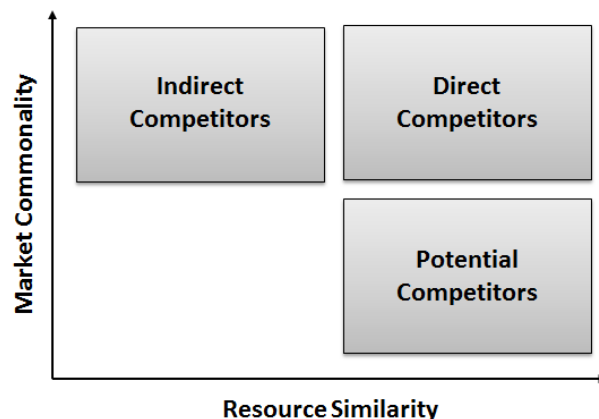 Indirect
Competitors
Direct
Competitors
Potential
Competitors
Market Commonality
Resource Similarity